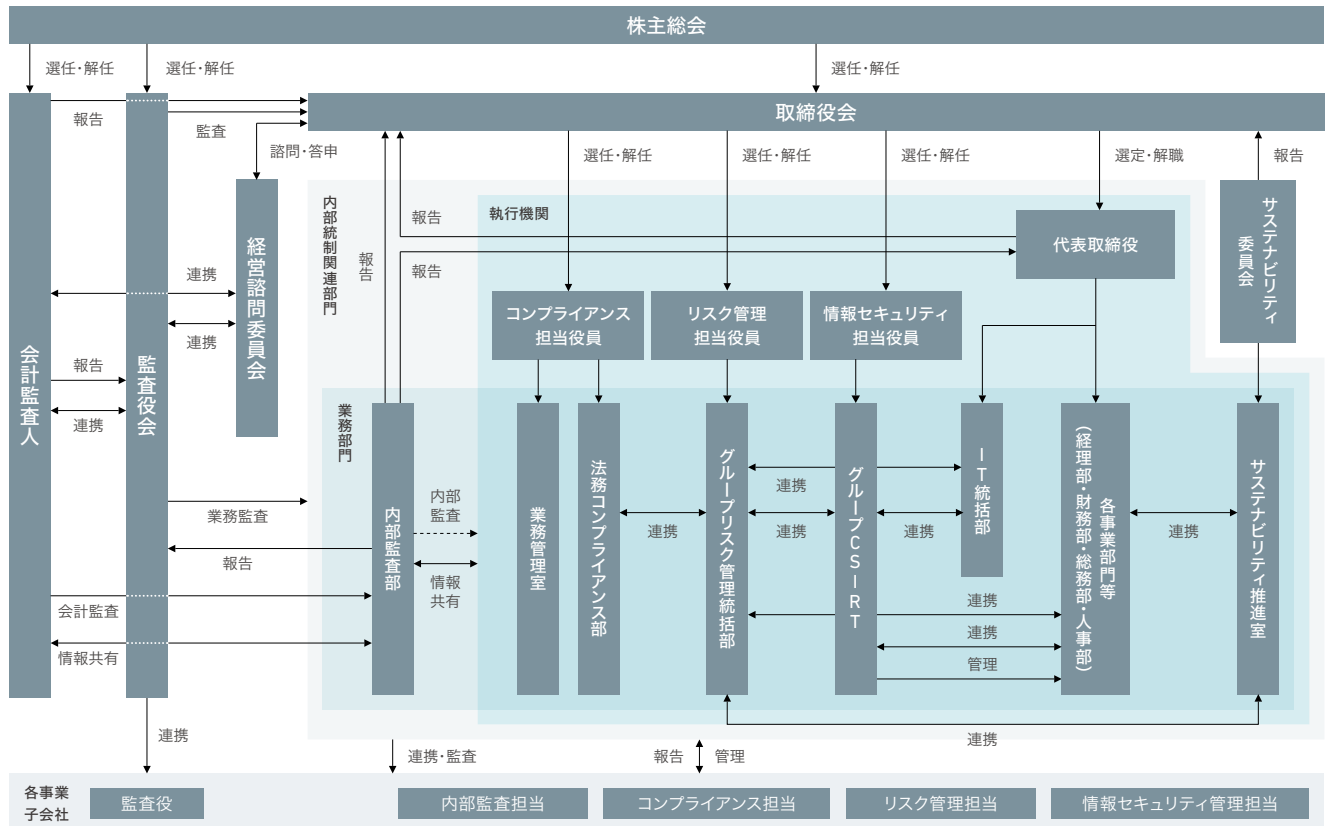 株主総会
選任・解任
選任・解任
選任・解任
取締役会
報告
監査
諮問・答申
選任・解任
選任・解任
選任・解任
選定・解職
報告
内部統制関連部門
執行機関
報告
報告
報告
代表取締役
サステナビリティ
委員会
経営諮問委員会
連携
連携
コンプライアンス
担当役員
リスク管理
担当役員
情報セキュリティ
担当役員
会計監査人
報告
連携
監査役会
業務部門
内部監査部
業務管理室
法務コンプライアンス部
グループリスク管理統括部
グループCSIRT
IT統括部
各事業部門等
（経理部・財務部・総務部・人事部）
サステナビリティ推進室
業務監査
報告
会計監査
情報共有
内部
監査
情報
共有
連携
連携
連携
連携
連携
連携
連携
管理
連携
連携
連携・監査
報告
管理
各事業
子会社
監査役
内部監査担当
コンプライアンス担当
リスク管理担当
情報セキュリティ管理担当